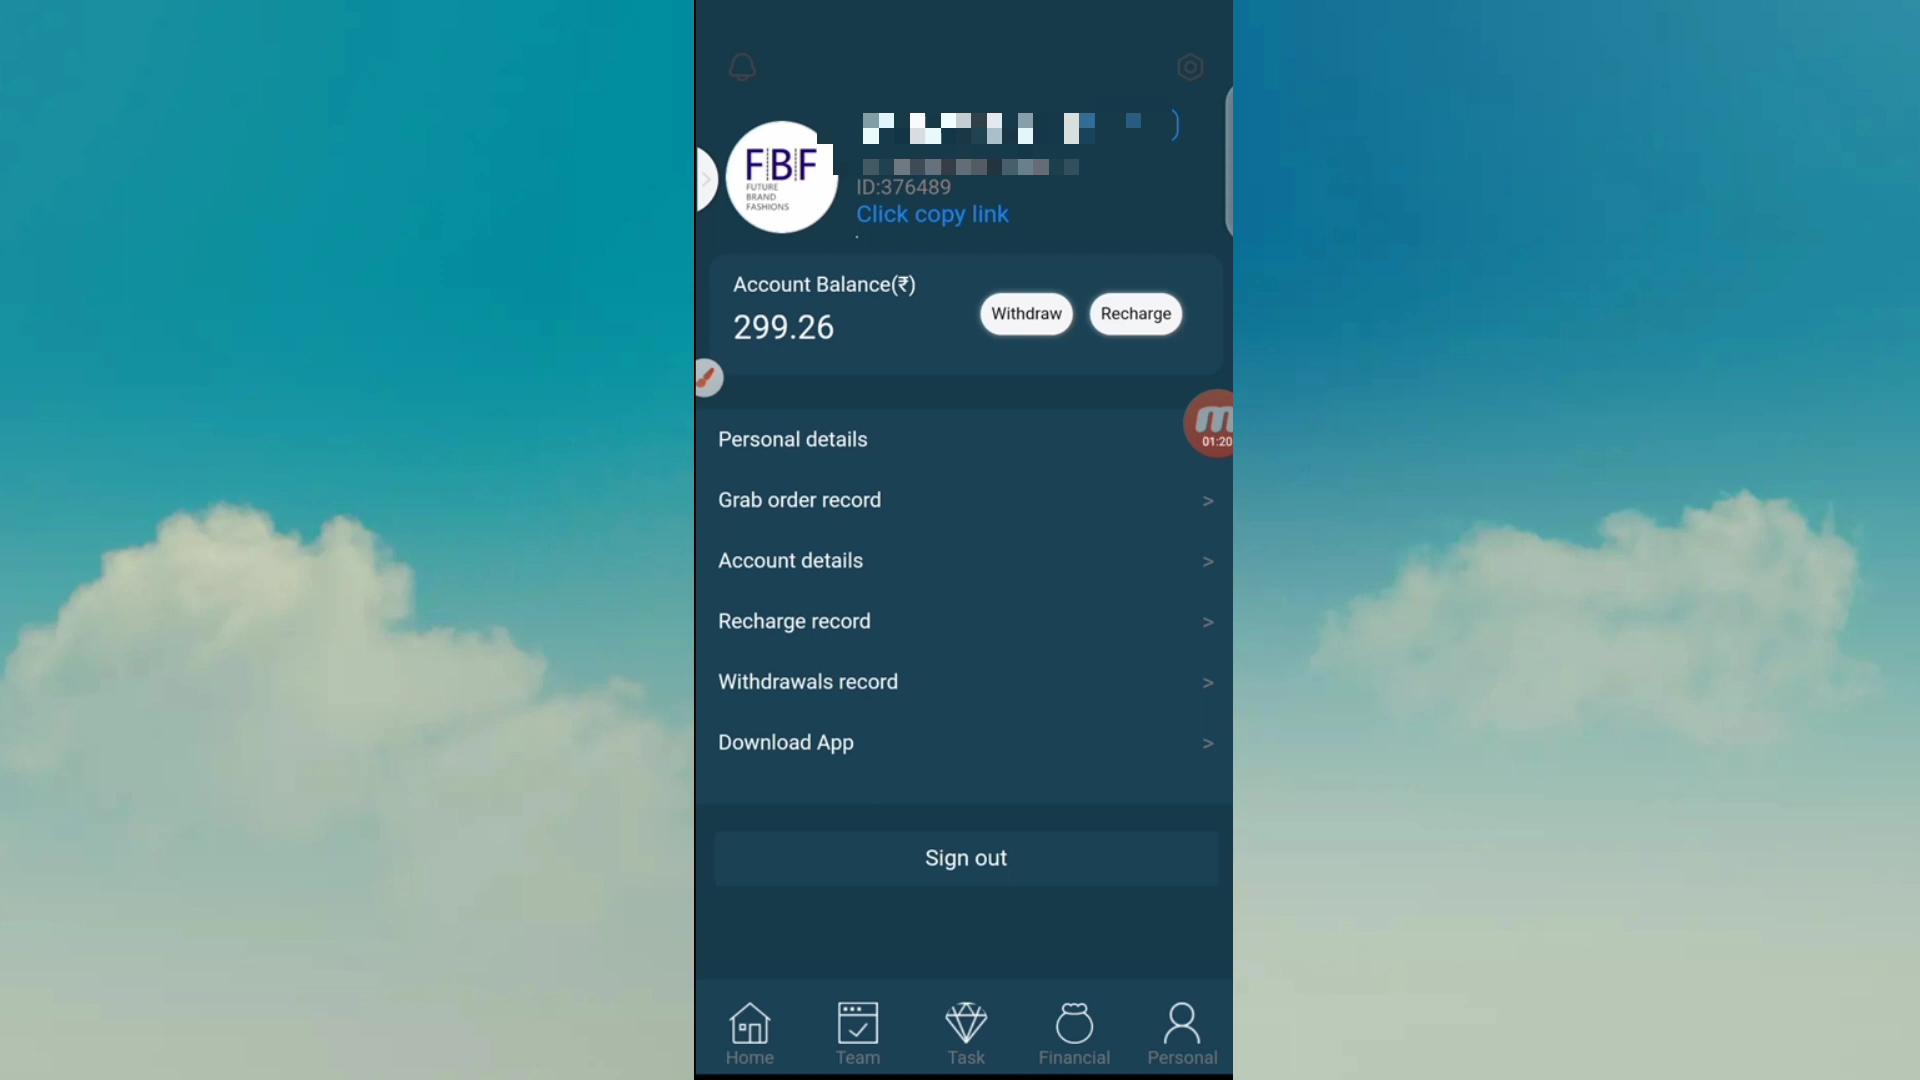 FBF
FUTURE
BRAND
FASHIONS
ID:376489
Click copy link
Account Balance(₹)
299.26
Withdraw
Recharge
01:20
Personal details
Grab order record >
Account details >
Recharge record >
Withdrawals record >
Download App >
Sign out
Home Team Task Financial Personal